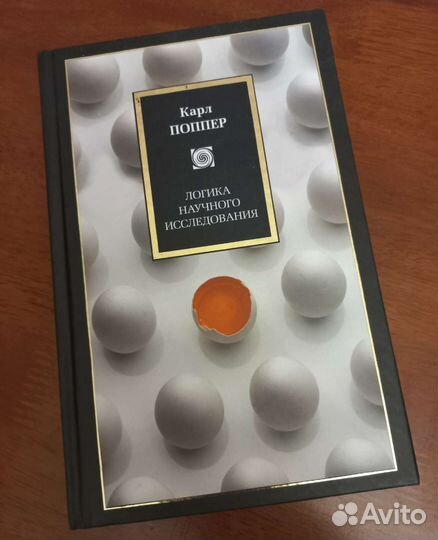 Карл
ПОППЕР
ЛОГИКА
НАУЧНОГО
ИССЛЕДОВАНИЯ
Avito